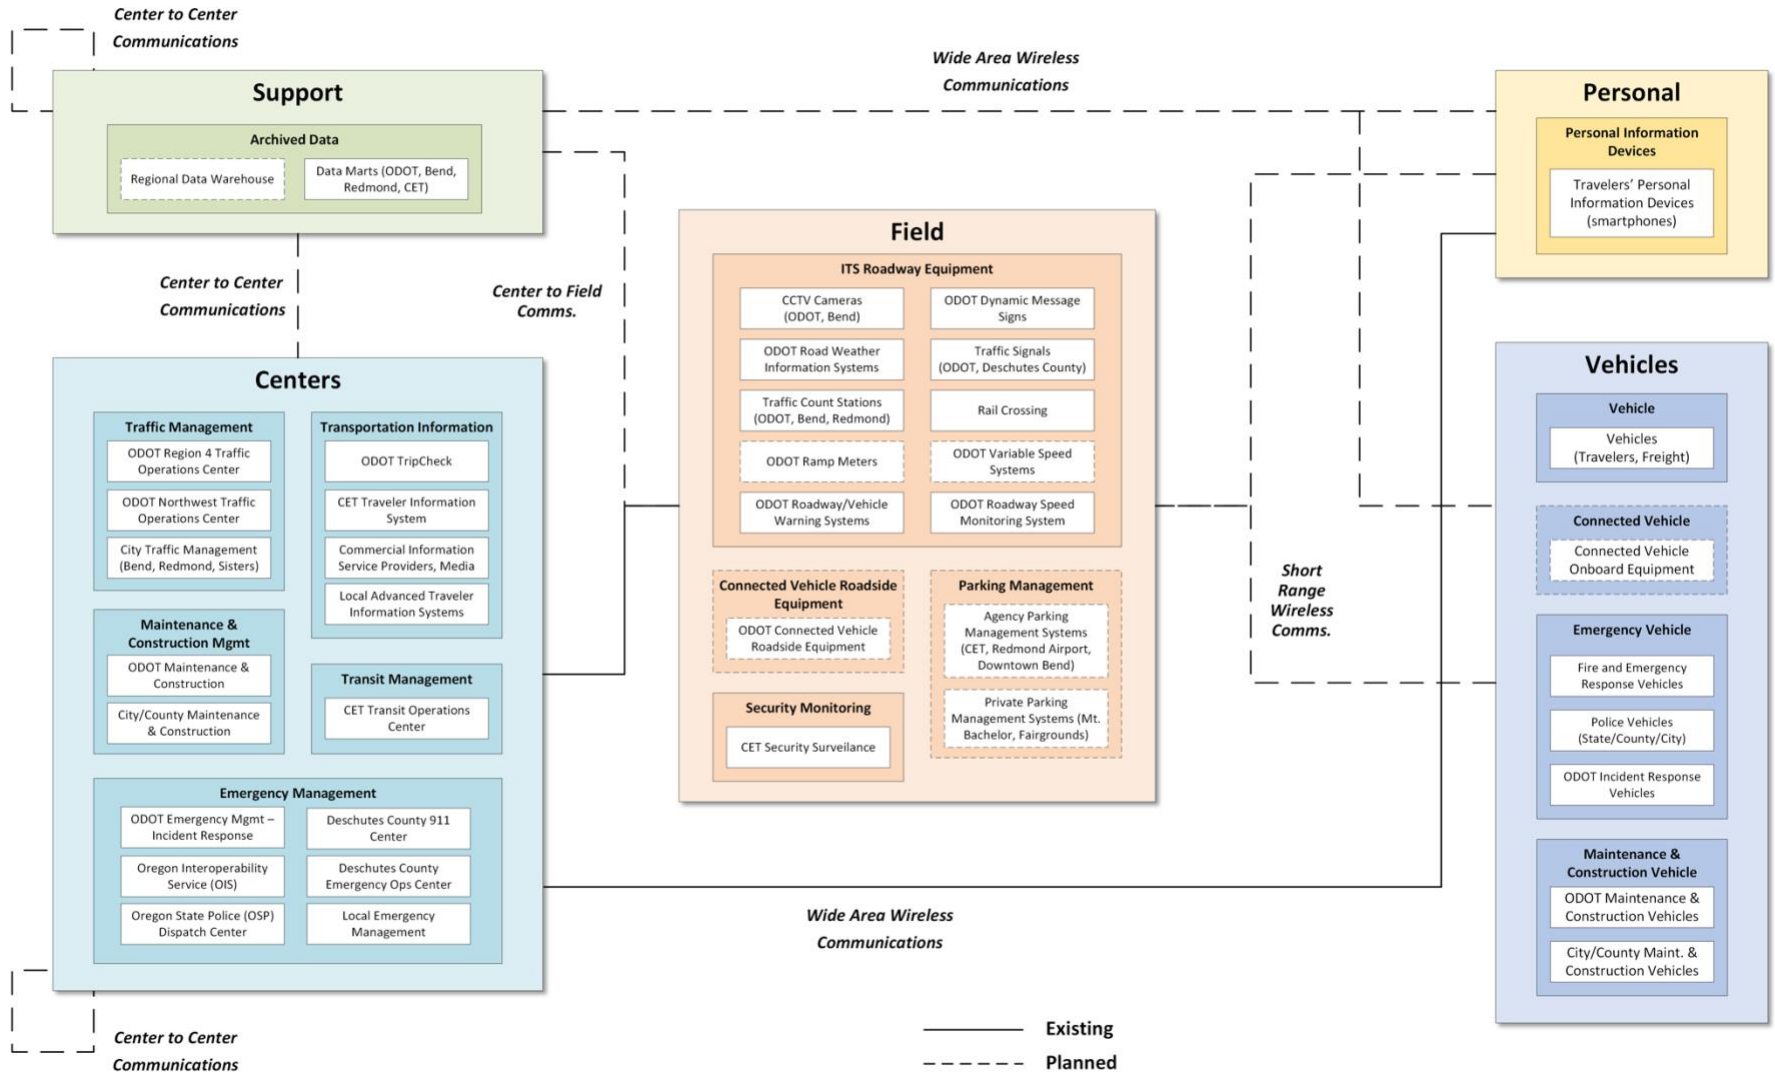 Center to Center
Communications
Support
Archived Data
Regional Data Warehouse
Data Marts (ODOT, Bend,
Redmond, CET)
Center to Center
Communications
Center to Field
Comms.
Wide Area Wireless
Communications
Personal
Personal Information
Devices
Travelers' Personal
Information Devices
(smartphones)
Centers
Traffic Management
ODOT Region 4 Traffic
Operations Center
ODOT Northwest Traffic
Operations Center
City Traffic Management
(Bend, Redmond, Sisters)
Transportation Information
ODOT TripCheck
CET Traveler Information
System
Commercial Information
Service Providers, Media
Local Advanced Traveler
Information Systems
Maintenance &
Construction Mgmt
ODOT Maintenance &
Construction
City/County Maintenance
& Construction
Transit Management
CET Transit Operations
Center
Emergency Management
ODOT Emergency Mgmt –
Incident Response
Deschutes County 911
Center
Oregon Interoperability
Service (OIS)
Deschutes County
Emergency Ops Center
Oregon State Police (OSP)
Dispatch Center
Local Emergency
Management
Center to Center
Communications
Field
ITS Roadway Equipment
CCTV Cameras
(ODOT, Bend)
ODOT Dynamic Message
Signs
ODOT Road Weather
Information Systems
Traffic Signals
(ODOT, Deschutes County)
Traffic Count Stations
(ODOT, Bend, Redmond)
Rail Crossing
ODOT Ramp Meters
ODOT Variable Speed
Systems
ODOT Roadway/Vehicle
Warning Systems
ODOT Roadway Speed
Monitoring System
Connected Vehicle Roadside
Equipment
ODOT Connected Vehicle
Roadside Equipment
Parking Management
Agency Parking
Management Systems
(CET, Redmond Airport,
Downtown Bend)
Private Parking
Management Systems (Mt.
Bachelor, Fairgrounds)
Security Monitoring
CET Security Surveilance
Short
Range
Wireless
Comms.
Wide Area Wireless
Communications
Vehicles
Vehicle
Vehicles
(Travelers, Freight)
Connected Vehicle
Connected Vehicle
Onboard Equipment
Emergency Vehicle
Fire and Emergency
Response Vehicles
Police Vehicles
(State/County/City)
ODOT Incident Response
Vehicles
Maintenance &
Construction Vehicle
ODOT Maintenance &
Construction Vehicles
City/County Maint. &
Construction Vehicles
Existing
Planned